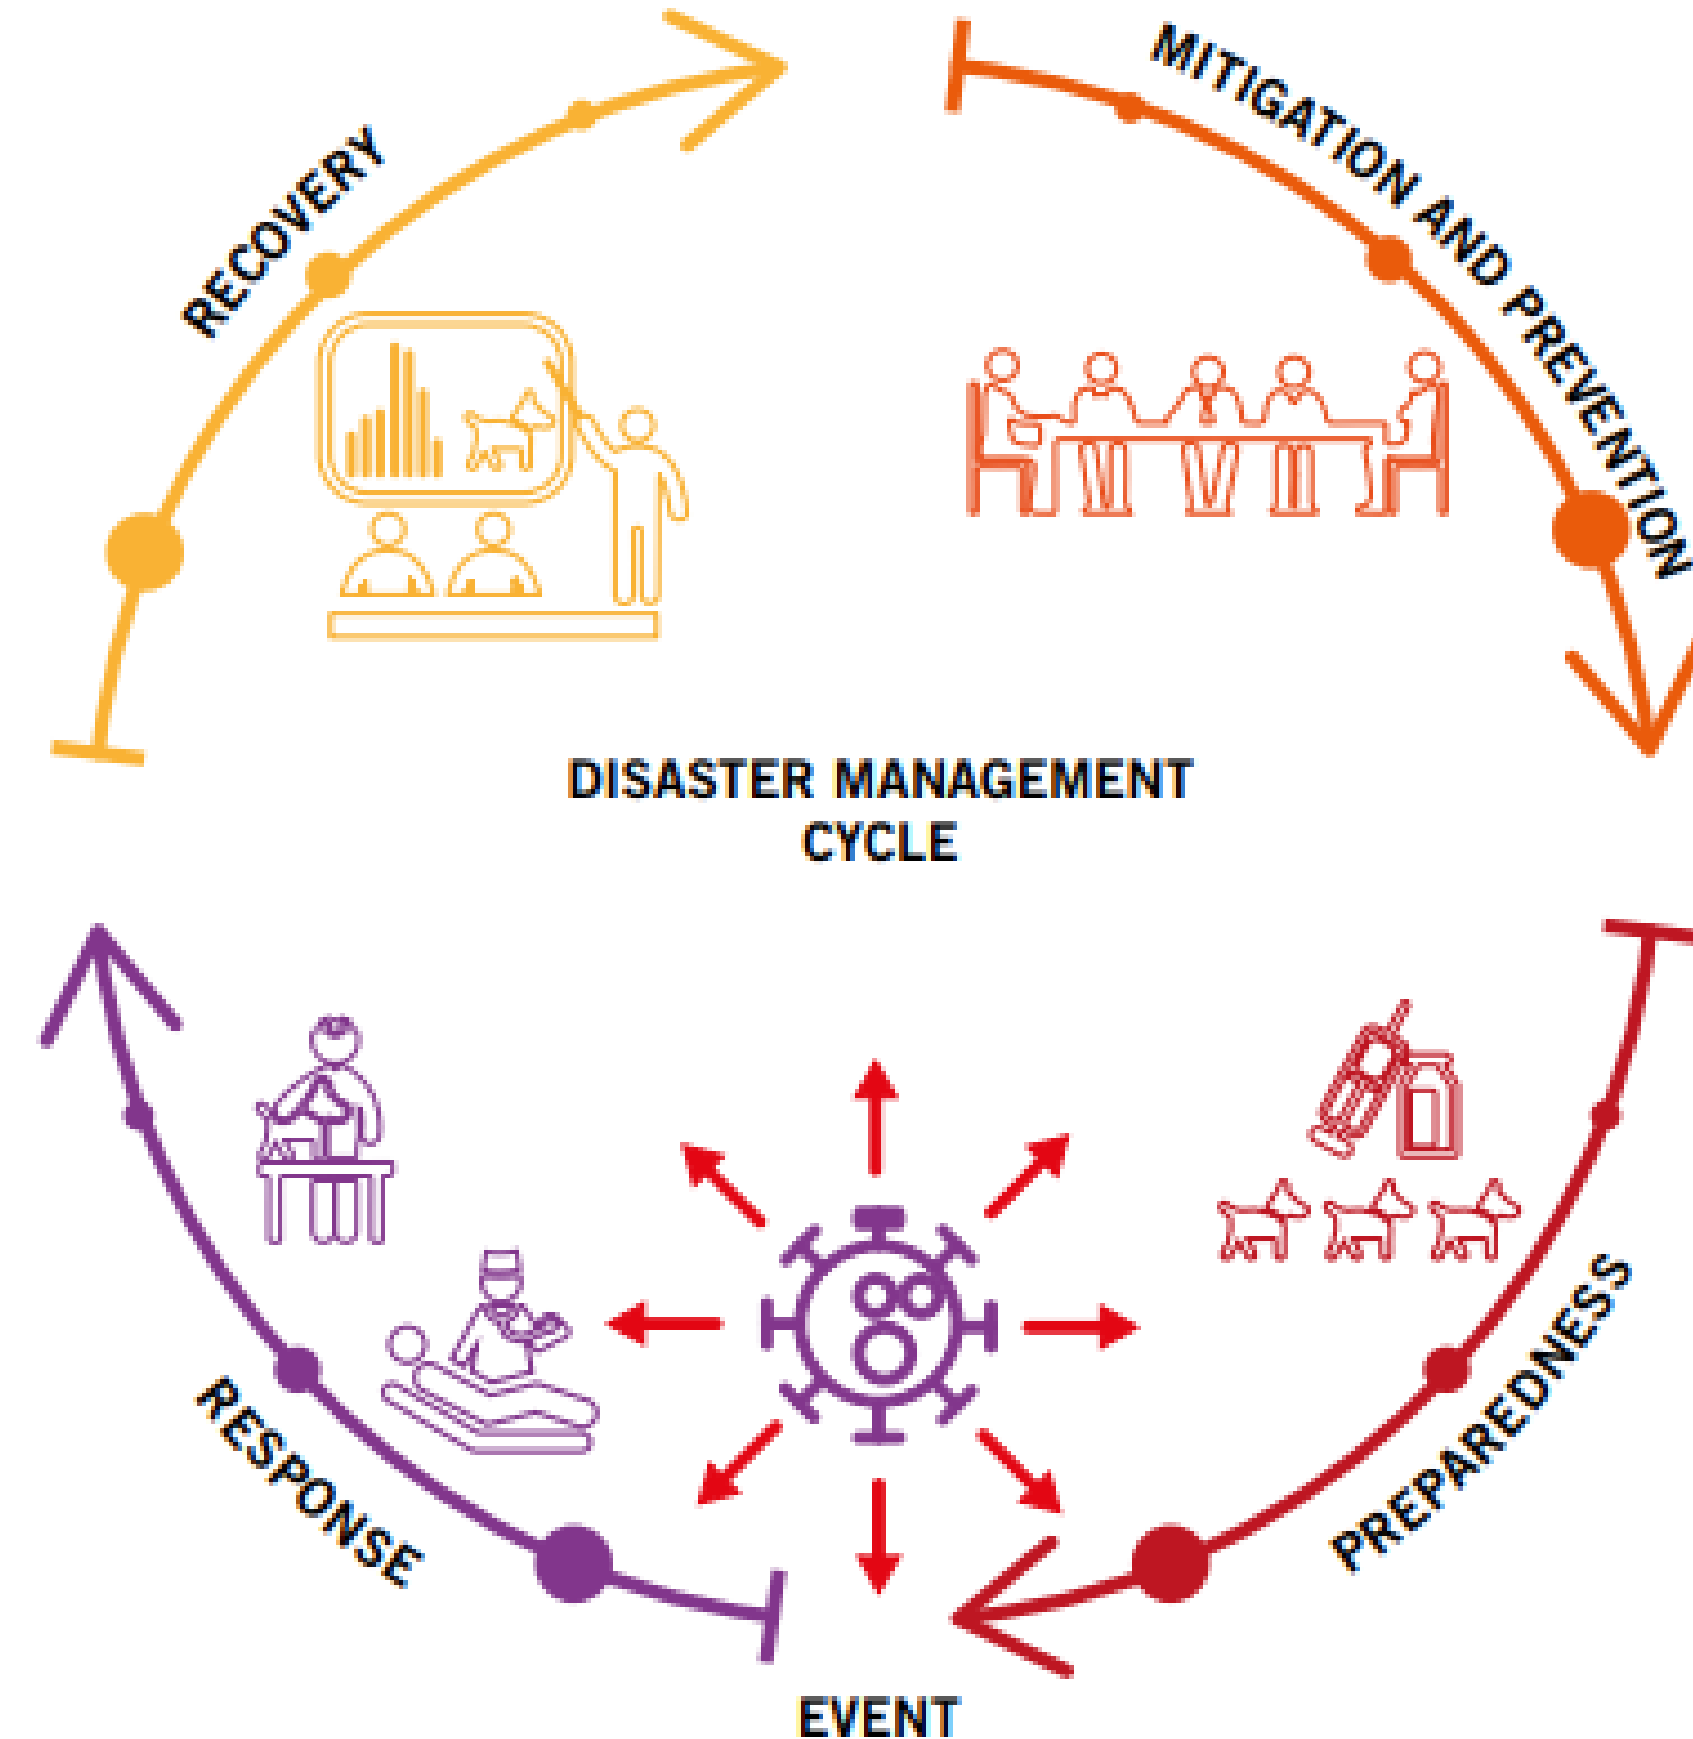 RECOVERY
MITIGATION AND PREVENTION
DISASTER MANAGEMENT
CYCLE
RESPONSE
PREPAREDNESS
EVENT